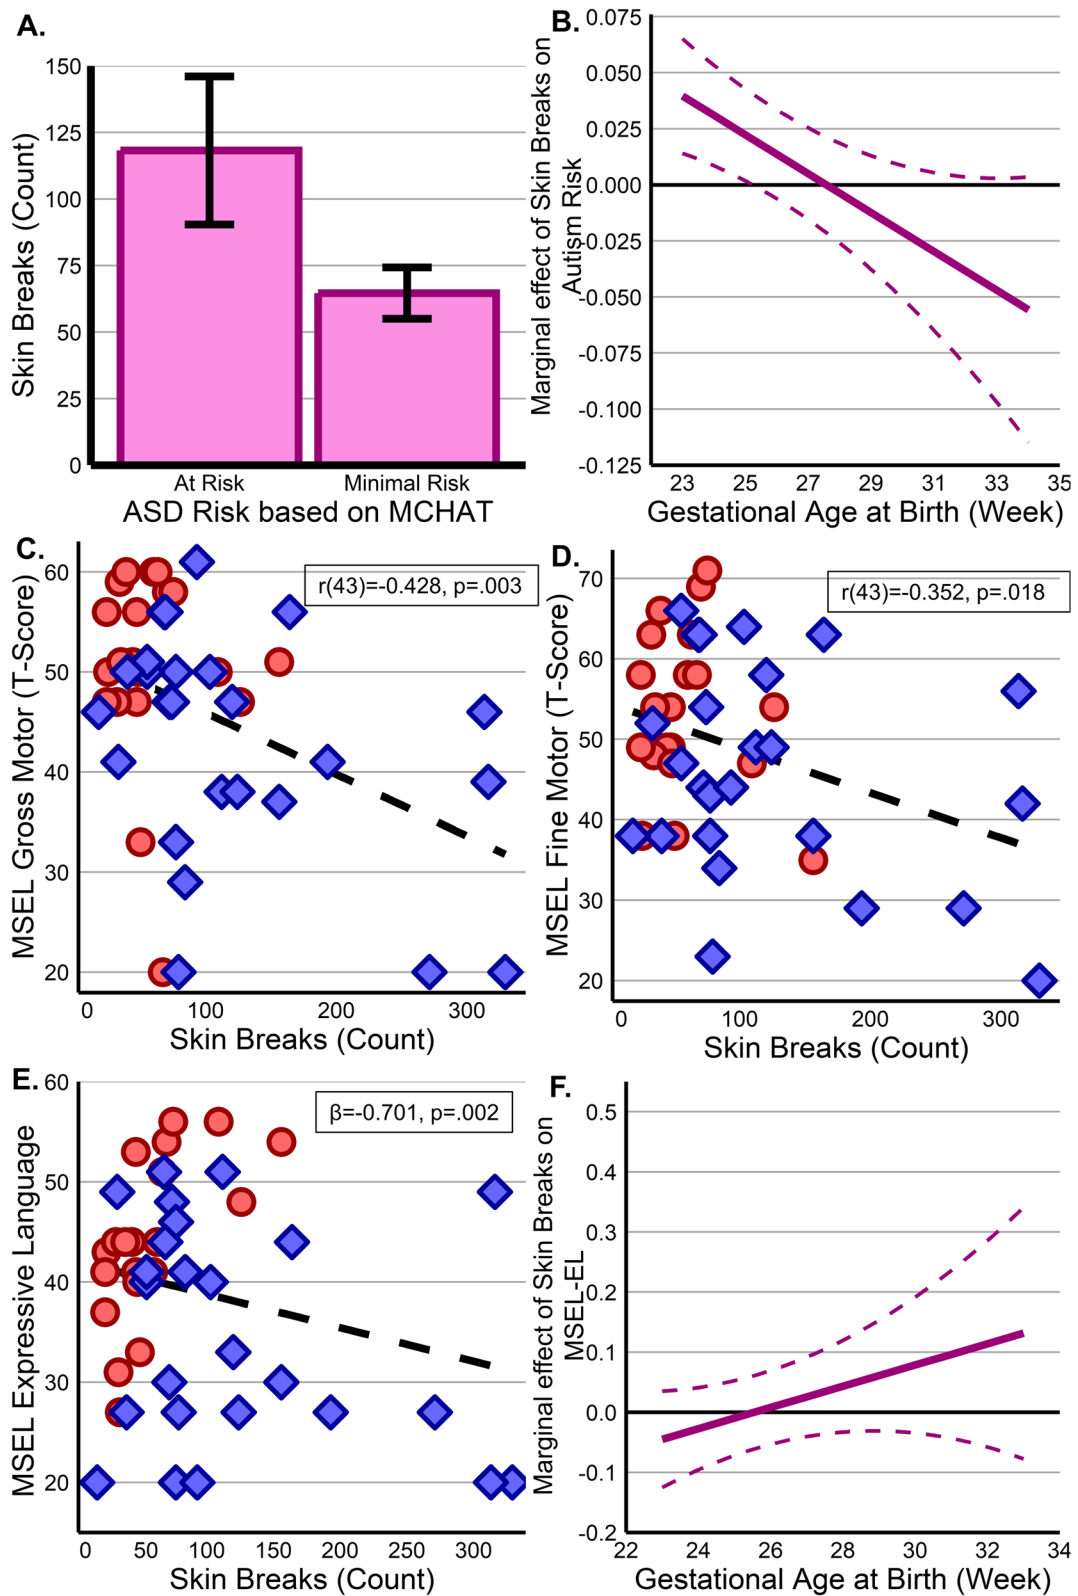 A.
Skin Breaks (Count)
150
125
100
75
50
25
0
At Risk
Minimal Risk
ASD Risk based on MCHAT
B.
Marginal effect of Skin Breaks on
Autism Risk
0.075
0.050
0.025
0.000
-0.025
-0.050
-0.075
-0.100
-0.125
23 25 27 29 31 33 35
Gestational Age at Birth (Week)
C.
MSEL Gross Motor (T-Score)
60
50
40
30
20
r(43)=-0.428, p=.003
0 100 200 300
Skin Breaks (Count)
D.
MSEL Fine Motor (T-Score)
70
60
50
40
30
20
r(43)=-0.352, p=.018
0 100 200 300
Skin Breaks (Count)
E.
MSEL Expressive Language
60
50
40
30
20
β=-0.701, p=.002
0 50 100 150 200 250 300
Skin Breaks (Count)
F.
Marginal effect of Skin Breaks on
MSEL-EL
0.5
0.4
0.3
0.2
0.1
0.0
-0.1
-0.2
22 24 26 28 30 32 34
Gestational Age at Birth (Week)